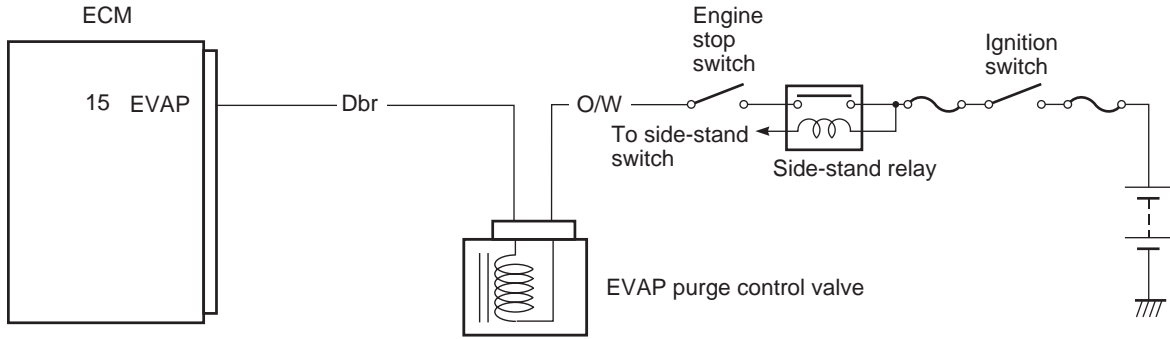 ECM
15 EVAP
Dbr
O/W
Engine
stop
switch
Ignition
switch
To side-stand
switch
Side-stand relay
EVAP purge control valve